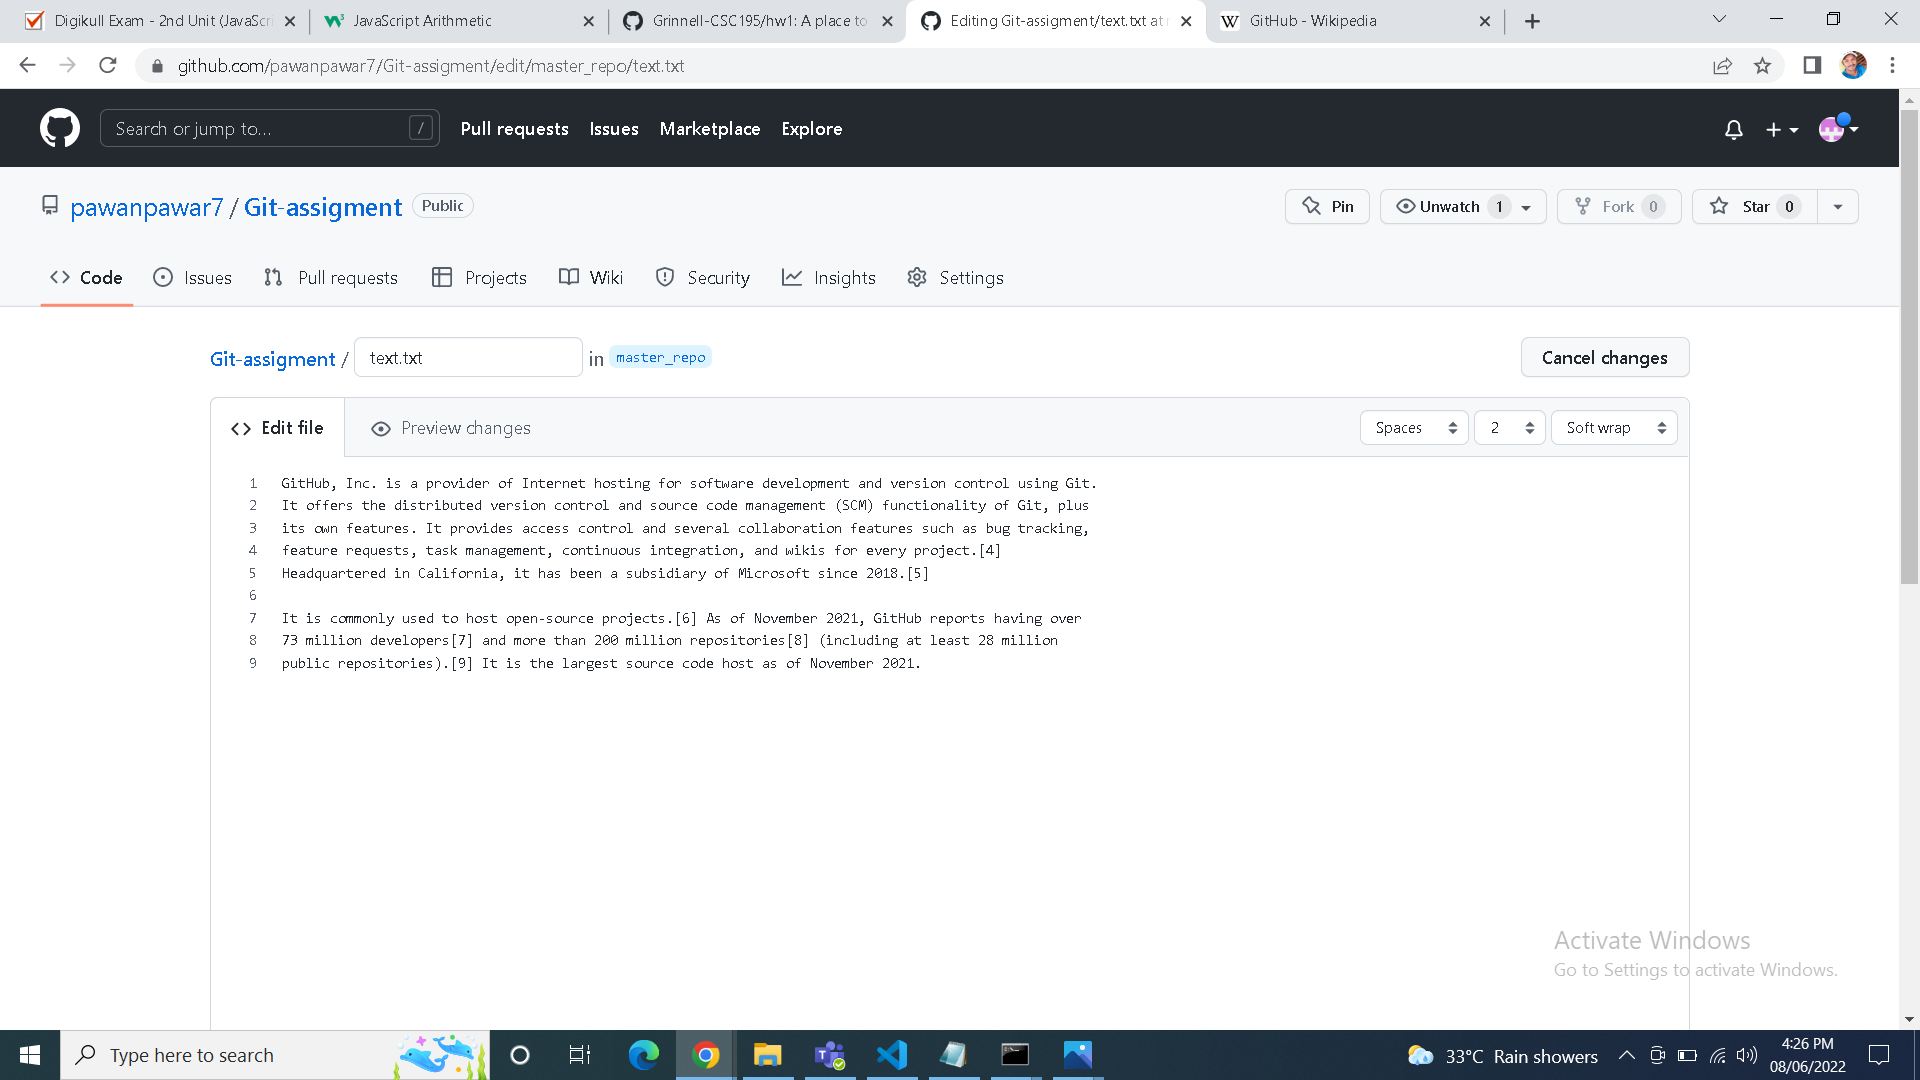 Digikull Exam - 2nd Unit (JavaScri
JavaScript Arithmetic
Grinnell-CSC195/hw1: A place to
Editing Git-assigment/text.txt at
GitHub - Wikipedia
github.com/pawanpawar7/Git-assigment/edit/master_repo/text.txt
Search or jump to... /
Pull requests Issues Marketplace Explore
pawanpawar7 / Git-assigment Public
Pin
Unwatch 1
Fork 0
Star 0
Code Issues Pull requests Projects Wiki Security Insights Settings
Git-assigment / text.txt in master_repo
Cancel changes
Edit file Preview changes
Spaces 2 Soft wrap
1 GitHub, Inc. is a provider of Internet hosting for software development and version control using Git.
2 It offers the distributed version control and source code management (SCM) functionality of Git, plus
3 its own features. It provides access control and several collaboration features such as bug tracking,
4 feature requests, task management, continuous integration, and wikis for every project.[4]
5 Headquartered in California, it has been a subsidiary of Microsoft since 2018.[5]
6
7 It is commonly used to host open-source projects.[6] As of November 2021, GitHub reports having over
8 73 million developers[7] and more than 200 million repositories[8] (including at least 28 million
9 public repositories).[9] It is the largest source code host as of November 2021.
Activate Windows
Go to Settings to activate Windows.
Type here to search
33°C Rain showers
4:26 PM
08/06/2022